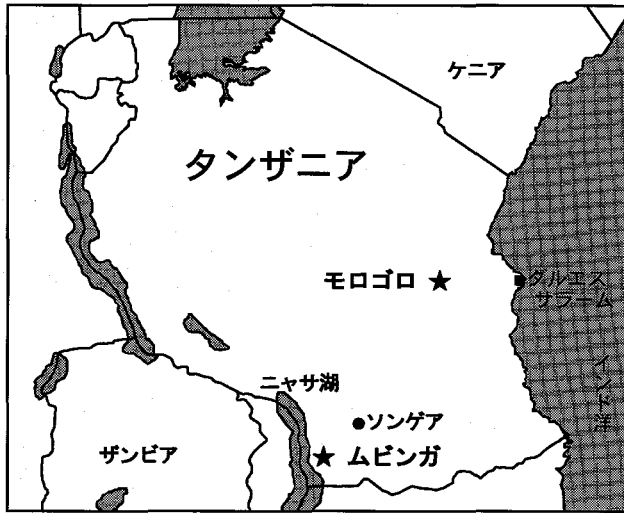 ケニア
タンザニア
モロゴロ
ダルエス
サラーム
インド洋
ニャサ湖
ソンゲア
ザンビア
ムビンガ